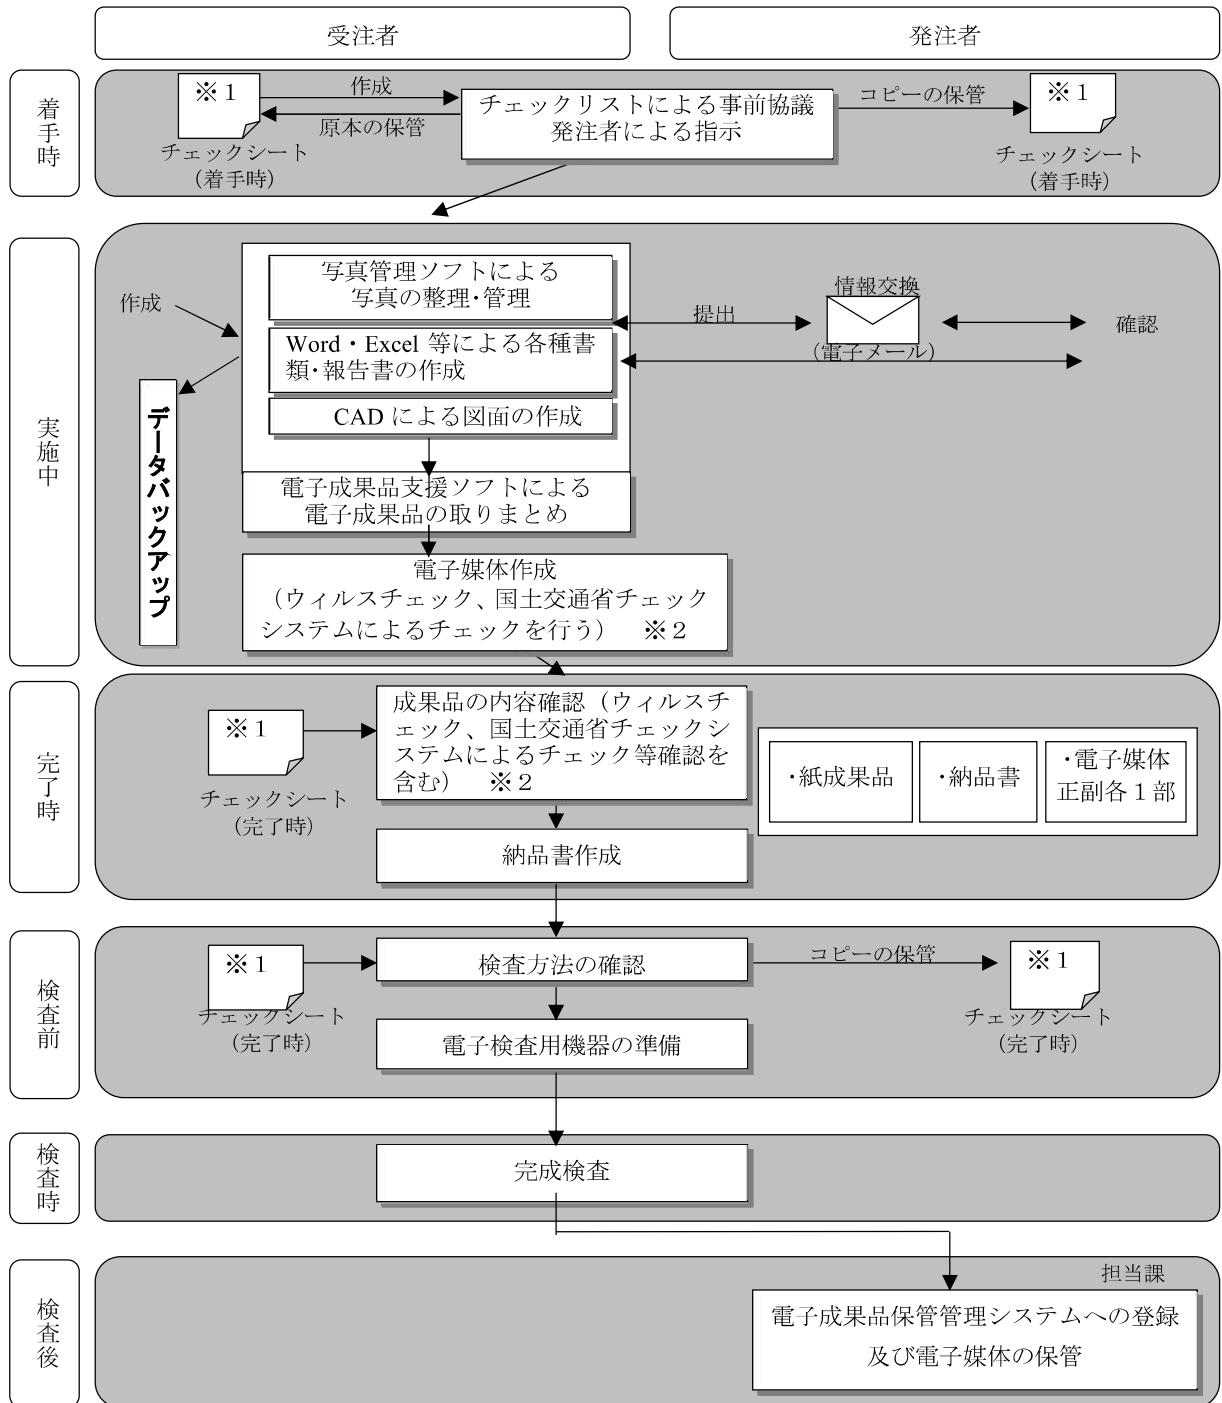 受注者
発注者
着手時
※１
作成
原本の保管
チェックシート
（着手時）
チェックリストによる事前協議
発注者による指示
コピーの保管
※１
チェックシート
（着手時）
実施中
作成
データバックアップ
写真管理ソフトによる
写真の整理･管理
Word・Excel 等による各種書
類･報告書の作成
CAD による図面の作成
提出
情報交換
（電子メール）
確認
電子成果品支援ソフトによる
電子成果品の取りまとめ
電子媒体作成
（ウィルスチェック、国土交通省チェック
システムによるチェックを行う）　※２
完了時
※１
チェックシート
（完了時）
成果品の内容確認（ウィルスチ
ェック、国土交通省チェックシ
ステムによるチェック等確認を
含む）　※２
･紙成果品
･納品書
･電子媒体
正副各１部
納品書作成
検査前
※１
チェックシート
（完了時）
検査方法の確認
コピーの保管
※１
チェックシート
（完了時）
電子検査用機器の準備
検査時
完成検査
検査後
担当課
電子成果品保管管理システムへの登録
及び電子媒体の保管